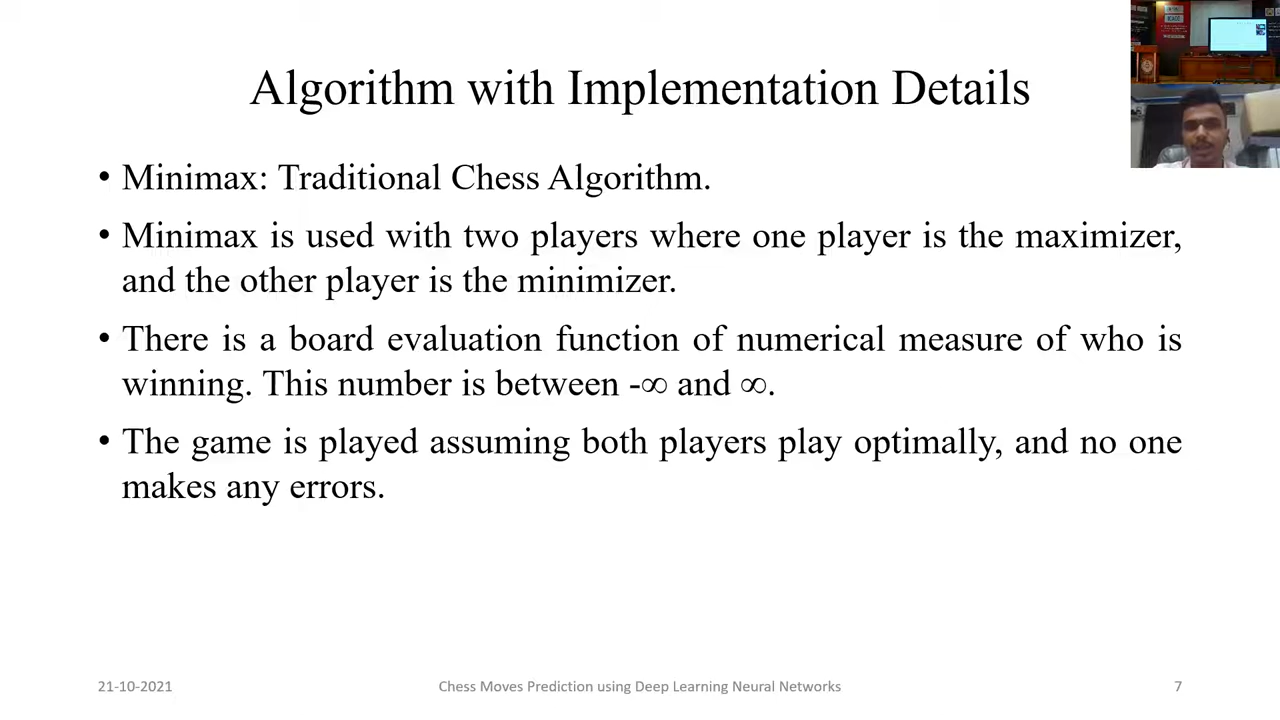 Algorithm with Implementation Details
• Minimax: Traditional Chess Algorithm.
• Minimax is used with two players where one player is the maximizer,
and the other player is the minimizer.
• There is a board evaluation function of numerical measure of who is
winning. This number is between -∞ and ∞.
• The game is played assuming both players play optimally, and no one
makes any errors.
21-10-2021
Chess Moves Prediction using Deep Learning Neural Networks
7